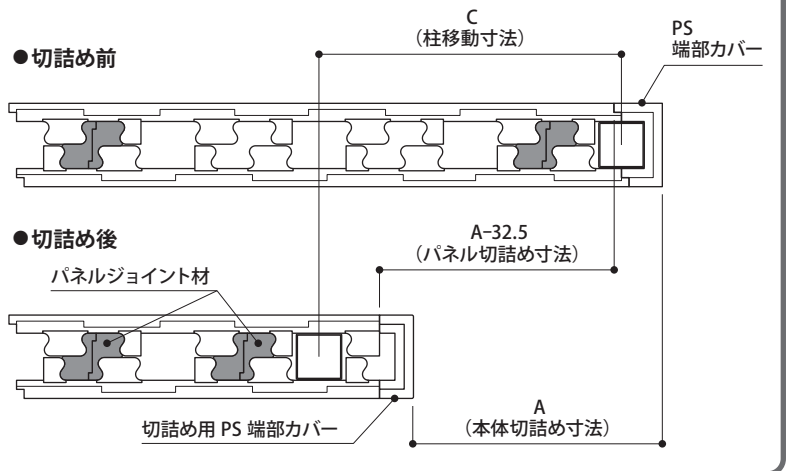 C
（柱移動寸法）
PS
端部カバー
●切詰め前
A-32.5
（パネル切詰め寸法）
●切詰め後
パネルジョイント材
切詰め用 PS 端部カバー
A
（本体切詰め寸法）